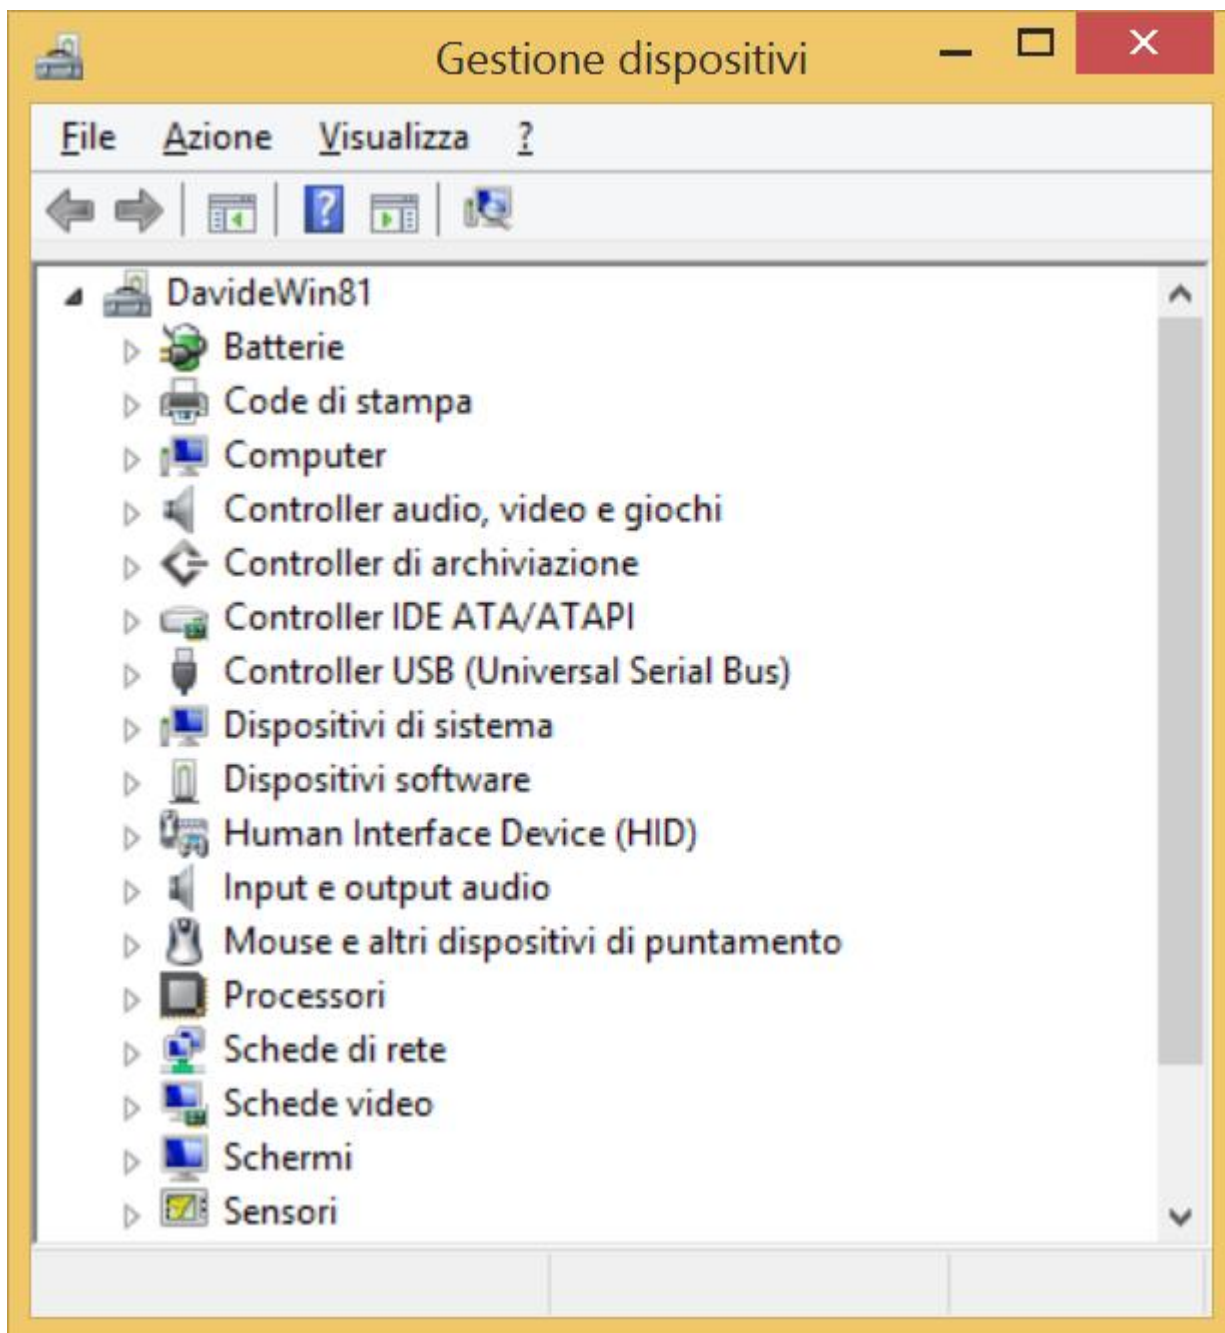 Gestione dispositivi
File Azione Visualizza ?
DavideWin81
Batterie
Code di stampa
Computer
Controller audio, video e giochi
Controller di archiviazione
Controller IDE ATA/ATAPI
Controller USB (Universal Serial Bus)
Dispositivi di sistema
Dispositivi software
Human Interface Device (HID)
Input e output audio
Mouse e altri dispositivi di puntamento
Processori
Schede di rete
Schede video
Schermi
Sensori